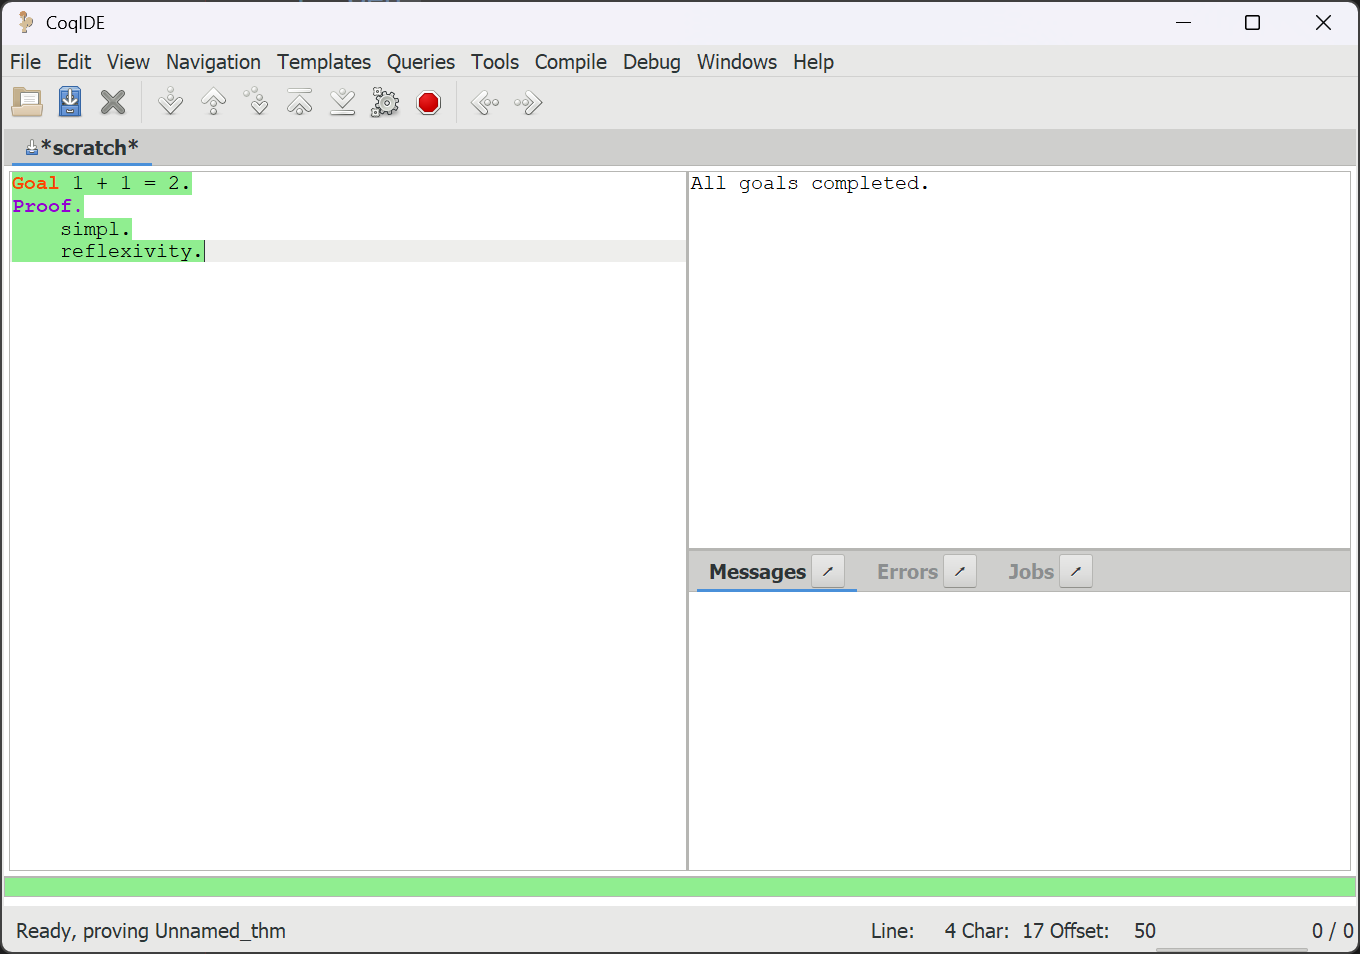 CoqIDE
File Edit View Navigation Templates Queries Tools Compile Debug Windows Help
*scratch*
Goal 1 + 1 = 2.
Proof.
    simpl.
    reflexivity.
All goals completed.
Messages Errors Jobs
Ready, proving Unnamed_thm Line: 4 Char: 17 Offset: 50 0 / 0